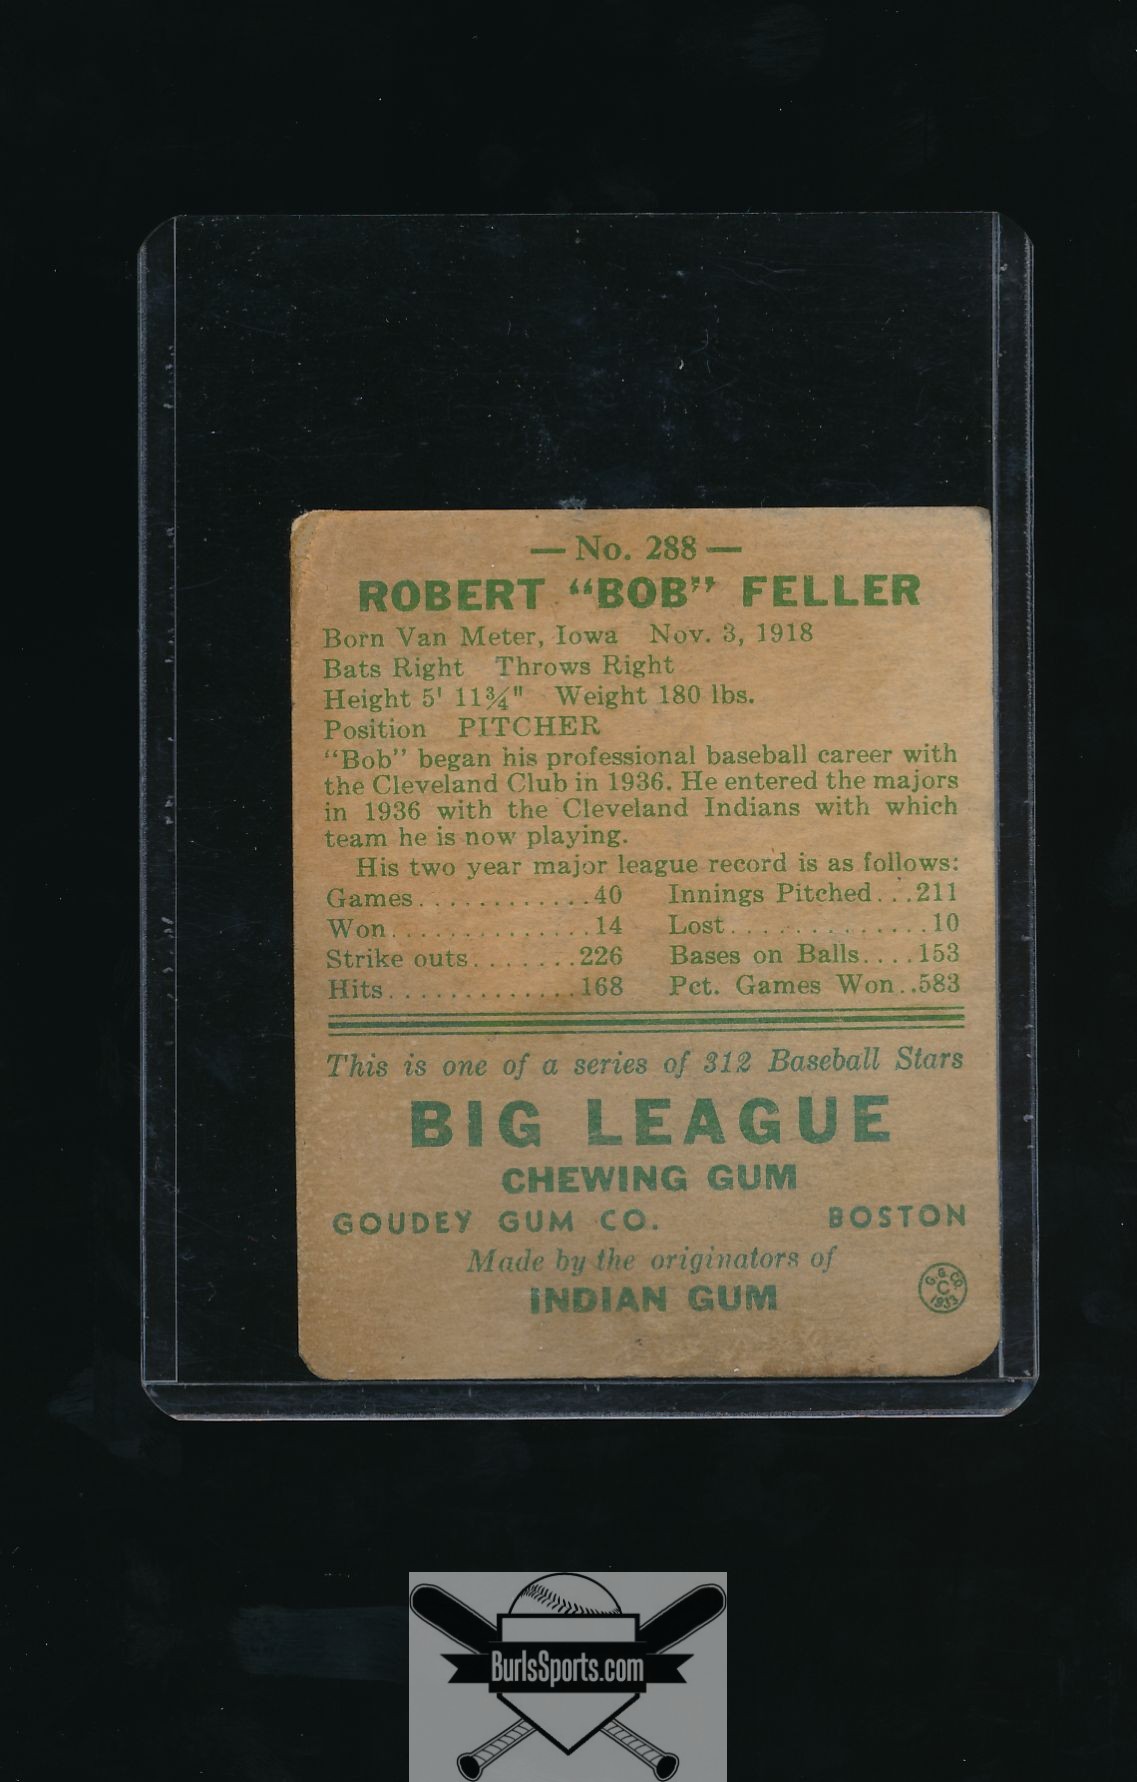 — No. 288 —
ROBERT “BOB” FELLER
Born Van Meter, Iowa Nov. 3, 1918
Bats Right Throws Right
Height 5' 11¾" Weight 180 lbs.
Position PITCHER
“Bob” began his professional baseball career with
the Cleveland Club in 1936. He entered the majors
in 1936 with the Cleveland Indians with which
team he is now playing.
His two year major league record is as follows:
Games............40 Innings Pitched...211
Won..............14 Lost.............10
Strike outs.......226 Bases on Balls....153
Hits.............168 Pct. Games Won..583
This is one of a series of 312 Baseball Stars
BIG LEAGUE
CHEWING GUM
GOUDEY GUM CO. BOSTON
Made by the originators of
INDIAN GUM
G.G.CO.
C
1933
BurlsSports.com